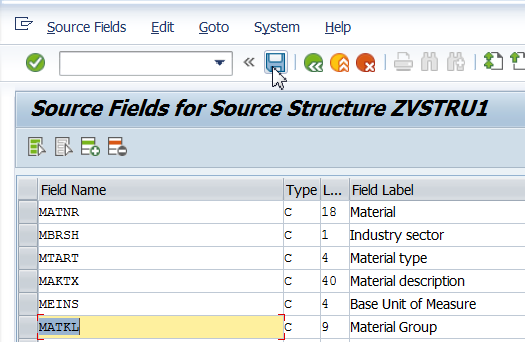 Source Fields Edit Goto System Help
Source Fields for Source Structure ZVSTRU1
Field Name Type L... Field Label
MATNR C 18 Material
MBRSH C 1 Industry sector
MTART C 4 Material type
MAKTX C 40 Material description
MEINS C 4 Base Unit of Measure
MATKL C 9 Material Group